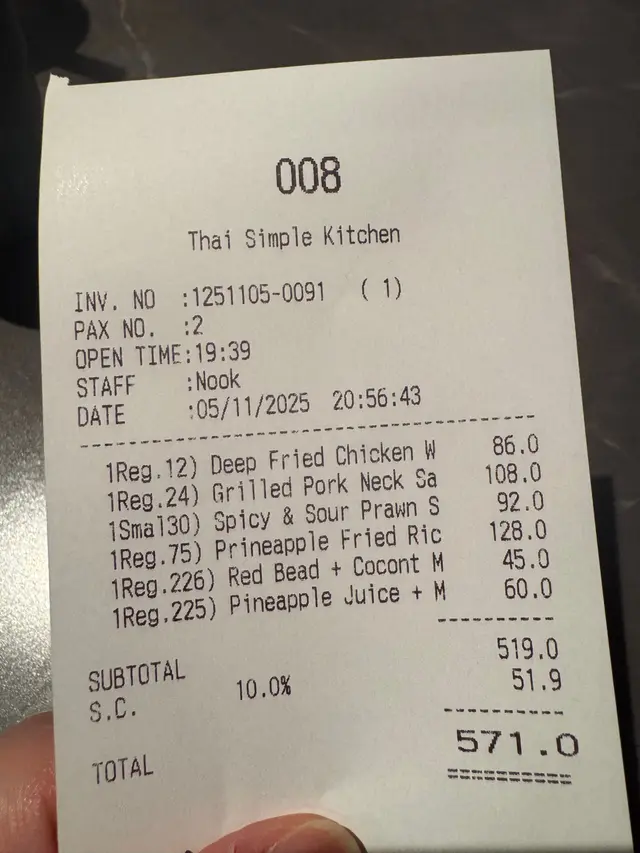 008
Thai Simple Kitchen
INV. NO :1251105-0091 ( 1)
PAX NO. :2
OPEN TIME:19:39
STAFF :Nook
DATE :05/11/2025 20:56:43
1Reg.12) Deep Fried Chicken W 86.0
1Reg.24) Grilled Pork Neck Sa 108.0
1Smal30) Spicy & Sour Prawn S 92.0
1Reg.75) Prineapple Fried Ric 128.0
1Reg.226) Red Bead + Cocont M 45.0
1Reg.225) Pineapple Juice + M 60.0
SUBTOTAL 519.0
S.C. 10.0% 51.9
TOTAL 571.0